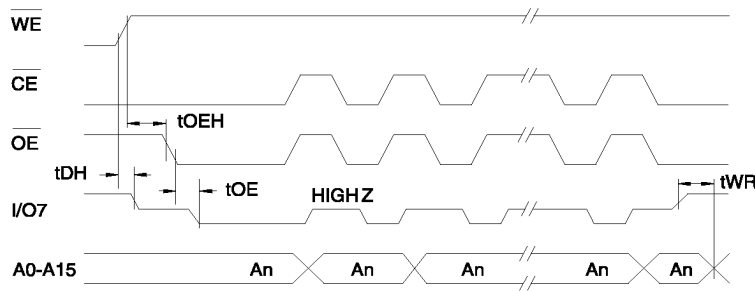 WE
CE
tOEH
OE
tDH
tOE
tWR
HIGH Z
I/O7
A0-A15 An An An An An